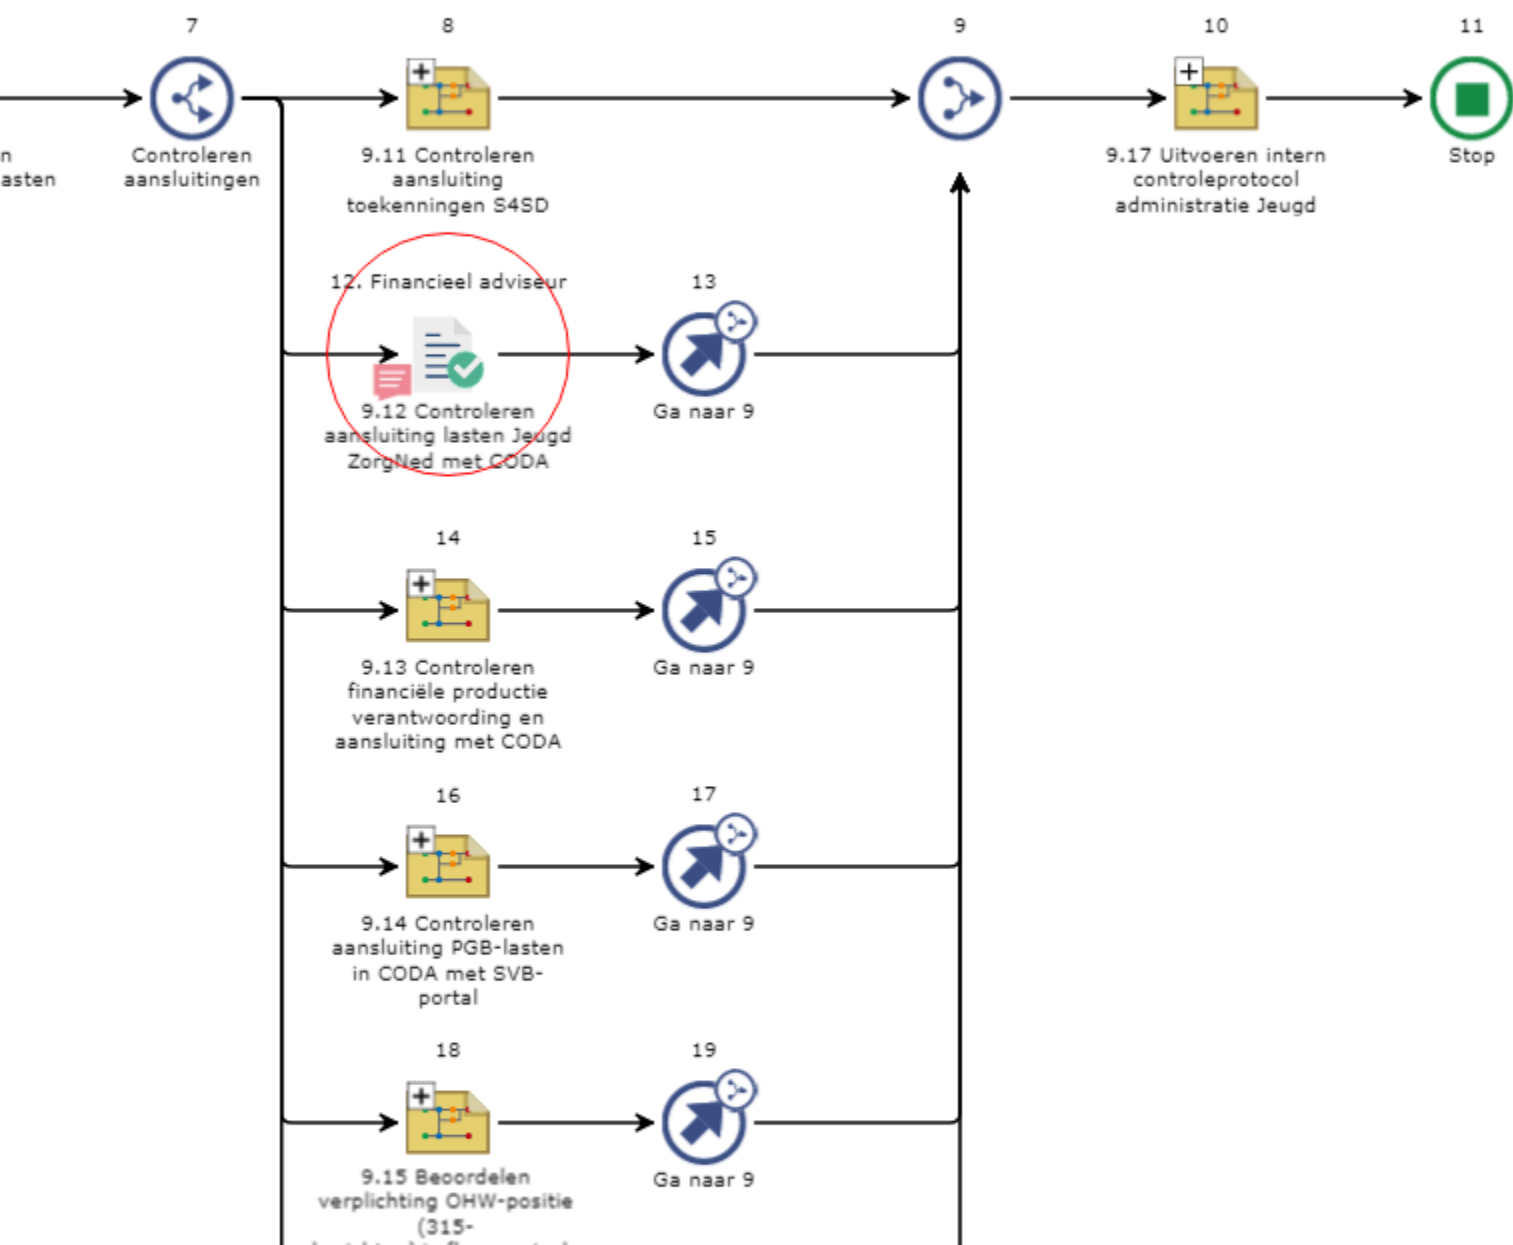 7
8
9
10
11
n
asten
Controleren
aansluitingen
9.11 Controleren
aansluiting
toekenningen S4SD
9.17 Uitvoeren intern
controleprotocol
administratie Jeugd
Stop
12. Financieel adviseur
13
9.12 Controleren
aansluiting lasten Jeugd
ZorgNed met CODA
Ga naar 9
14
15
9.13 Controleren
financiële productie
verantwoording en
aansluiting met CODA
Ga naar 9
16
17
9.14 Controleren
aansluiting PGB-lasten
in CODA met SVB-
portal
Ga naar 9
18
19
9.15 Beoordelen
verplichting OHW-positie
(315-
Ga naar 9